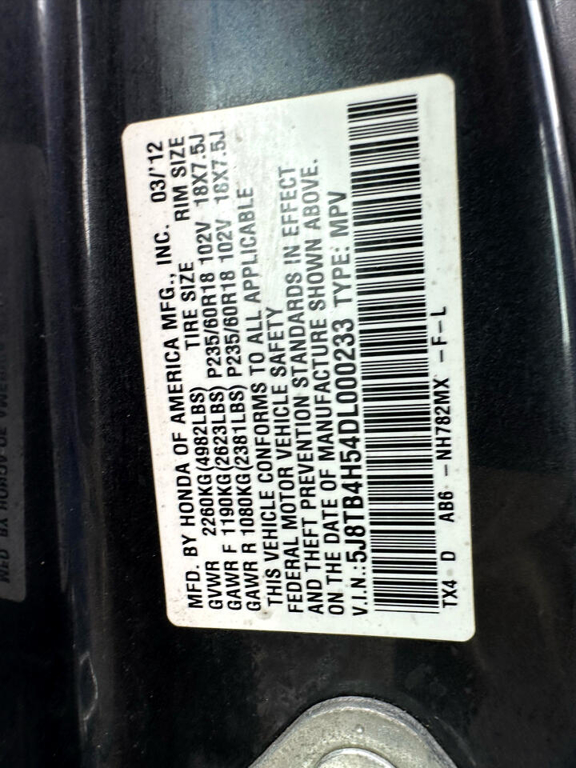 MFD. BY HONDA OF AMERICA MFG., INC. 03/'12
GVWR 2260KG(4982LBS) TIRE SIZE RIM SIZE
GAWR F 1190KG(2623LBS) P235/60R18 102V 18X7.5J
GAWR R 1080KG(2381LBS) P235/60R18 102V 18X7.5J
THIS VEHICLE CONFORMS TO ALL APPLICABLE
FEDERAL MOTOR VEHICLE SAFETY
AND THEFT PREVENTION STANDARDS IN EFFECT
ON THE DATE OF MANUFACTURE SHOWN ABOVE.
V.I.N.:5J8TB4H54DL000233 TYPE: MPV
TX4 D AB6 -NH782MX -F-L